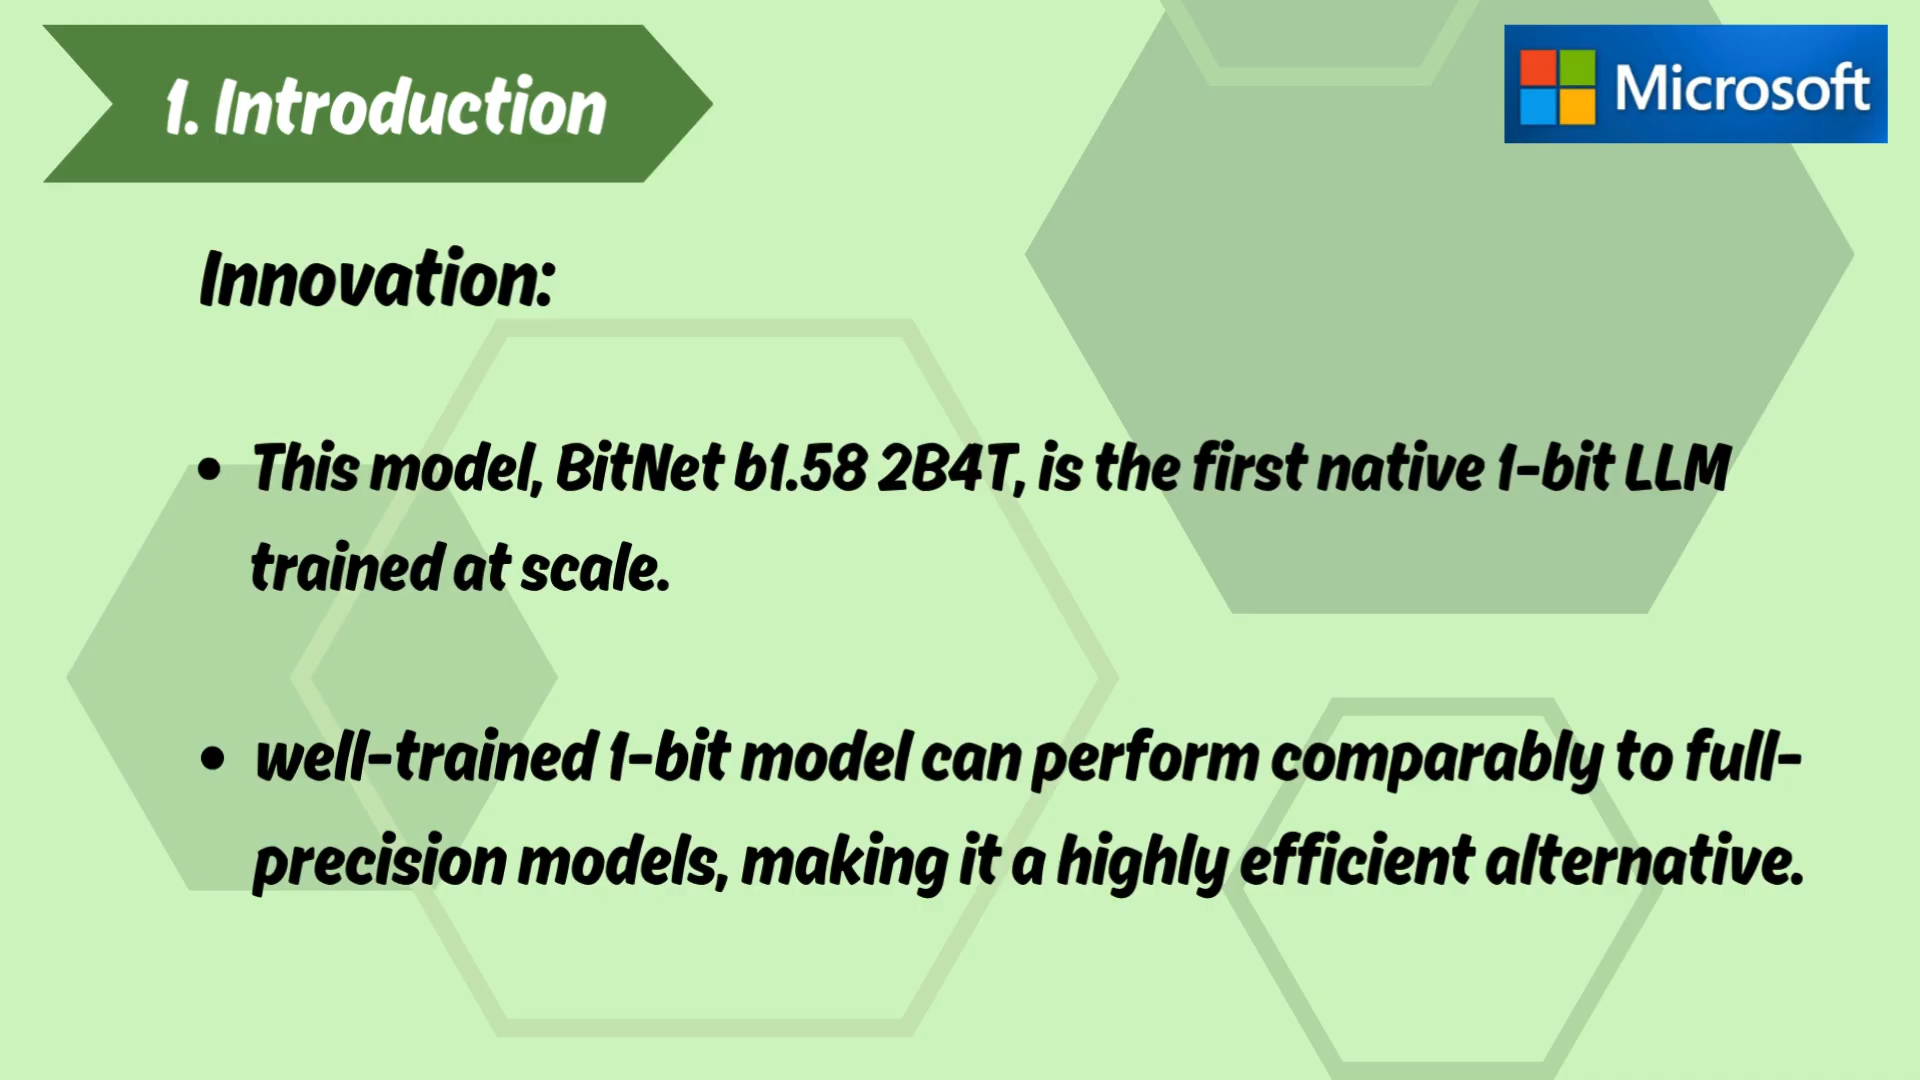 1. Introduction
Microsoft
Innovation:
• This model, BitNet b1.58 2B4T, is the first native 1-bit LLM
trained at scale.
• well-trained 1-bit model can perform comparably to full-
precision models, making it a highly efficient alternative.